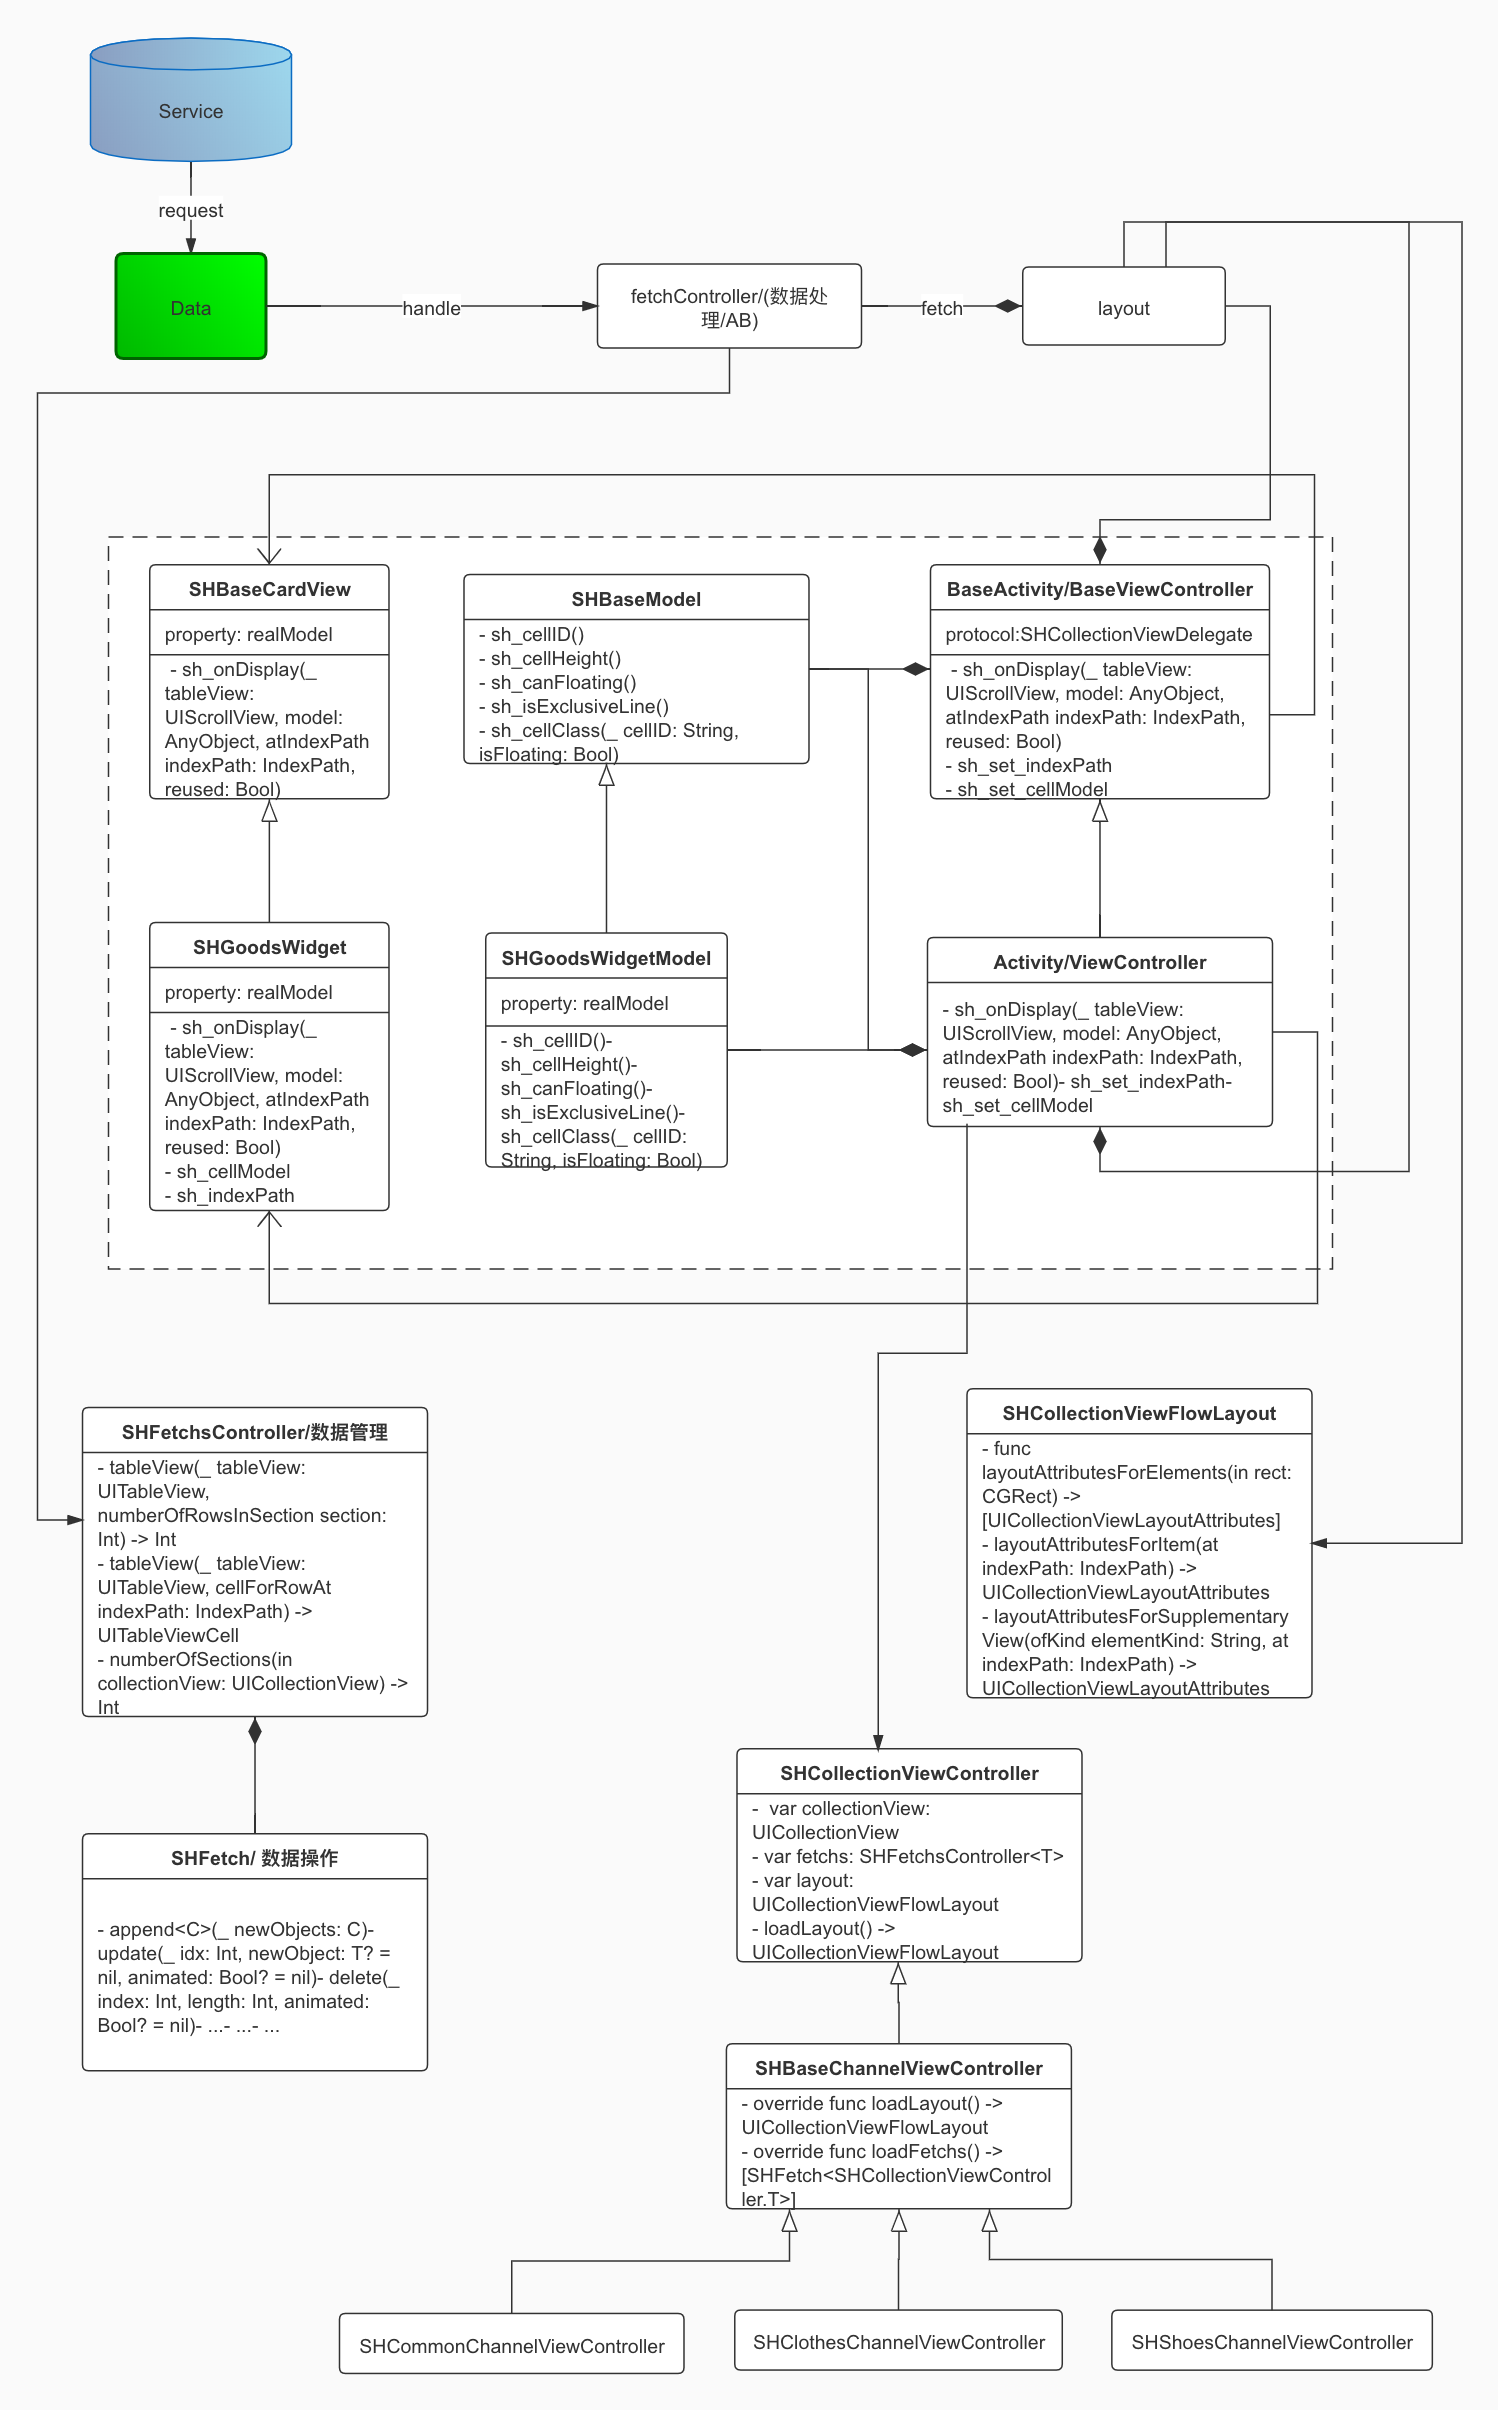 Service
request
Data
handle
fetchController/(数据处
理/AB)
fetch
layout
SHBaseCardView
property: realModel
- sh_onDisplay(_
tableView:
UIScrollView, model:
AnyObject, atIndexPath
indexPath: IndexPath,
reused: Bool)
SHBaseModel
- sh_cellID()
- sh_cellHeight()
- sh_canFloating()
- sh_isExclusiveLine()
- sh_cellClass(_ cellID: String,
isFloating: Bool)
BaseActivity/BaseViewController
protocol:SHCollectionViewDelegate
- sh_onDisplay(_ tableView:
UIScrollView, model: AnyObject,
atIndexPath indexPath: IndexPath,
reused: Bool)
- sh_set_indexPath
- sh_set_cellModel
SHGoodsWidget
property: realModel
- sh_onDisplay(_
tableView:
UIScrollView, model:
AnyObject, atIndexPath
indexPath: IndexPath,
reused: Bool)
- sh_cellModel
- sh_indexPath
SHGoodsWidgetModel
property: realModel
- sh_cellID()-
sh_cellHeight()-
sh_canFloating()-
sh_isExclusiveLine()-
sh_cellClass(_ cellID:
String, isFloating: Bool)
Activity/ViewController
- sh_onDisplay(_ tableView:
UIScrollView, model: AnyObject,
atIndexPath indexPath: IndexPath,
reused: Bool)- sh_set_indexPath-
sh_set_cellModel
SHFetchsController/数据管理
- tableView(_ tableView:
UITableView,
numberOfRowsInSection section:
Int) -> Int
- tableView(_ tableView:
UITableView, cellForRowAt
indexPath: IndexPath) ->
UITableViewCell
- numberOfSections(in
collectionView: UICollectionView) ->
Int
SHCollectionViewFlowLayout
- func
layoutAttributesForElements(in rect:
CGRect) ->
[UICollectionViewLayoutAttributes]
- layoutAttributesForItem(at
indexPath: IndexPath) ->
UICollectionViewLayoutAttributes
- layoutAttributesForSupplementary
View(ofKind elementKind: String, at
indexPath: IndexPath) ->
UICollectionViewLayoutAttributes
SHFetch/ 数据操作
- append<C>(_ newObjects: C)-
update(_ idx: Int, newObject: T? =
nil, animated: Bool? = nil)- delete(_
index: Int, length: Int, animated:
Bool? = nil)- ...- ...- ...
SHCollectionViewController
-  var collectionView:
UICollectionView
- var fetchs: SHFetchsController<T>
- var layout:
UICollectionViewFlowLayout
- loadLayout() ->
UICollectionViewFlowLayout
SHBaseChannelViewController
- override func loadLayout() ->
UICollectionViewFlowLayout
- override func loadFetchs() ->
[SHFetch<SHCollectionViewControl
ler.T>]
SHCommonChannelViewController
SHClothesChannelViewController
SHShoesChannelViewController